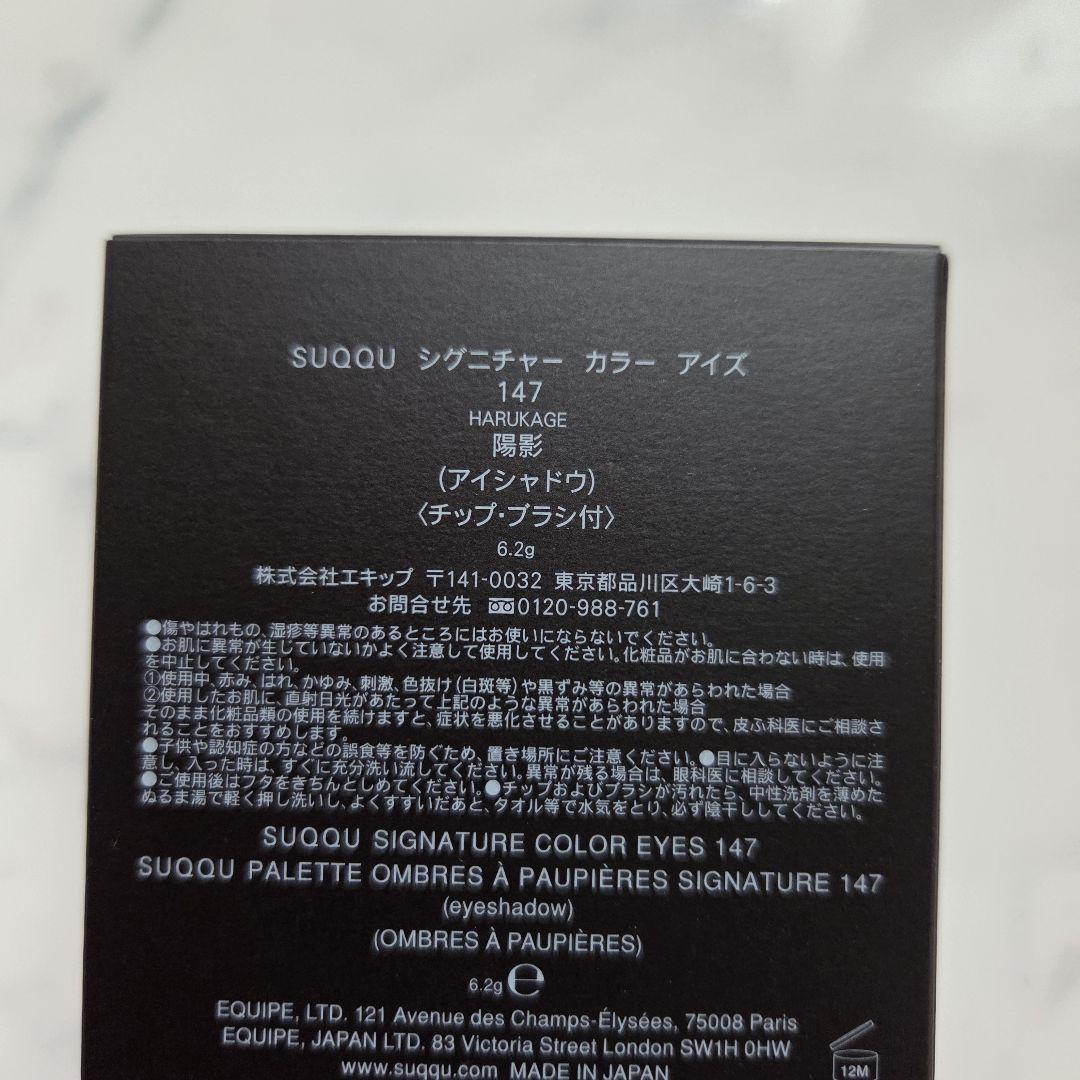 SUQQU シグニチャー カラー アイズ
147
HARUKAGE
陽影
(アイシャドウ)
〈チップ・ブラシ付〉
6.2g
株式会社エキップ 〒141-0032 東京都品川区大崎1-6-3
お問合せ先 0120-988-761
●傷やはれもの、湿疹等異常のあるところにはお使いにならないでください。
●お肌に異常が生じていないかよく注意して使用してください。化粧品がお肌に合わない時は、使用
を中止してください。
①使用中、赤み、はれ、かゆみ、刺激、色抜け(白斑等)や黒ずみ等の異常があらわれた場合
②使用したお肌に、直射日光があたって上記のような異常があらわれた場合
そのまま化粧品類の使用を続けますと、症状を悪化させることがありますので、皮ふ科医にご相談さ
れることをおすすめします。
●子供や認知症の方などの誤食等を防ぐため、置き場所にご注意ください。●目に入らないように注
意し、入った時は、すぐに充分洗い流してください。異常が残る場合は、眼科医に相談してください。
●ご使用後はフタをきちんとしめてください。●チップおよびブラシが汚れたら、中性洗剤を薄めた
ぬるま湯で軽く押し洗いし、よくすすいだあと、タオル等で水気をとり、必ず陰干ししてください。
SUQQU SIGNATURE COLOR EYES 147
SUQQU PALETTE OMBRES À PAUPIÈRES SIGNATURE 147
(eyeshadow)
(OMBRES À PAUPIÈRES)
6.2g ℮
EQUIPE, LTD. 121 Avenue des Champs-Élysées, 75008 Paris
EQUIPE, JAPAN LTD. 83 Victoria Street London SW1H 0HW
www.suqqu.com MADE IN JAPAN
12M